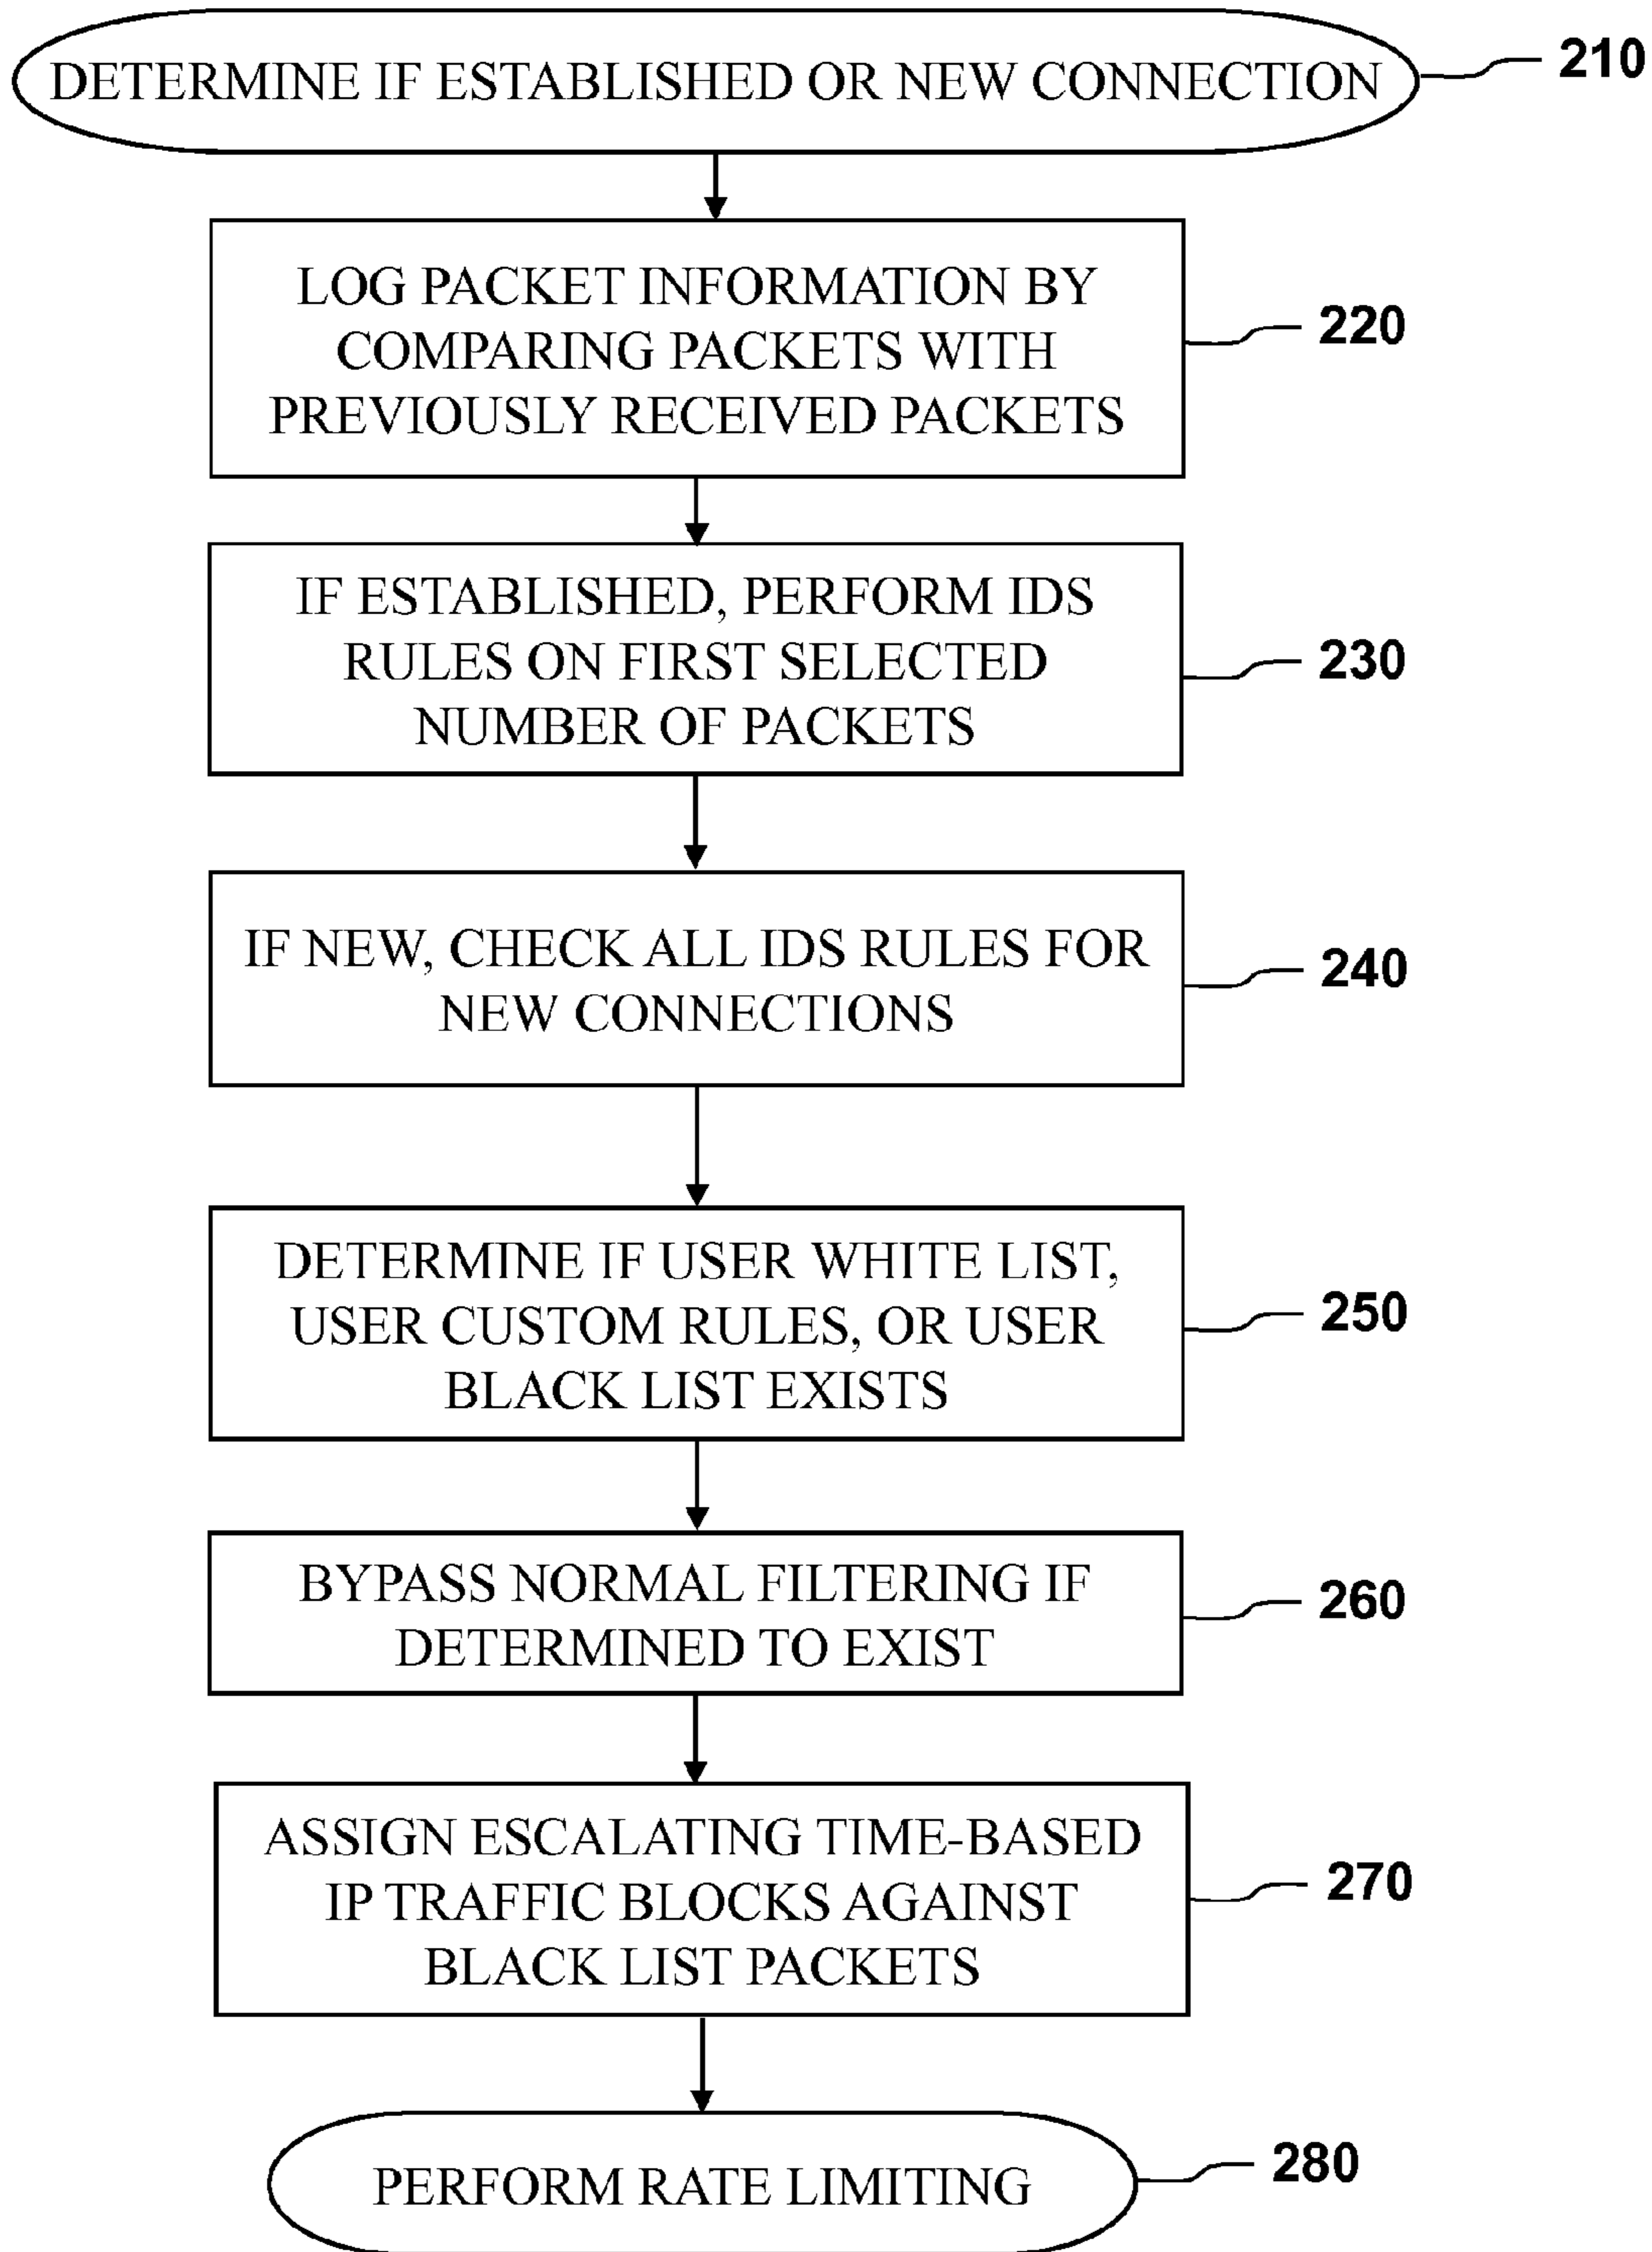 DETERMINE IF ESTABLISHED OR NEW CONNECTION
210
LOG PACKET INFORMATION BY
COMPARING PACKETS WITH
PREVIOUSLY RECEIVED PACKETS
220
IF ESTABLISHED, PERFORM IDS
RULES ON FIRST SELECTED
NUMBER OF PACKETS
230
IF NEW, CHECK ALL IDS RULES FOR
NEW CONNECTIONS
240
DETERMINE IF USER WHITE LIST,
USER CUSTOM RULES, OR USER
BLACK LIST EXISTS
250
BYPASS NORMAL FILTERING IF
DETERMINED TO EXIST
260
ASSIGN ESCALATING TIME-BASED
IP TRAFFIC BLOCKS AGAINST
BLACK LIST PACKETS
270
PERFORM RATE LIMITING
280